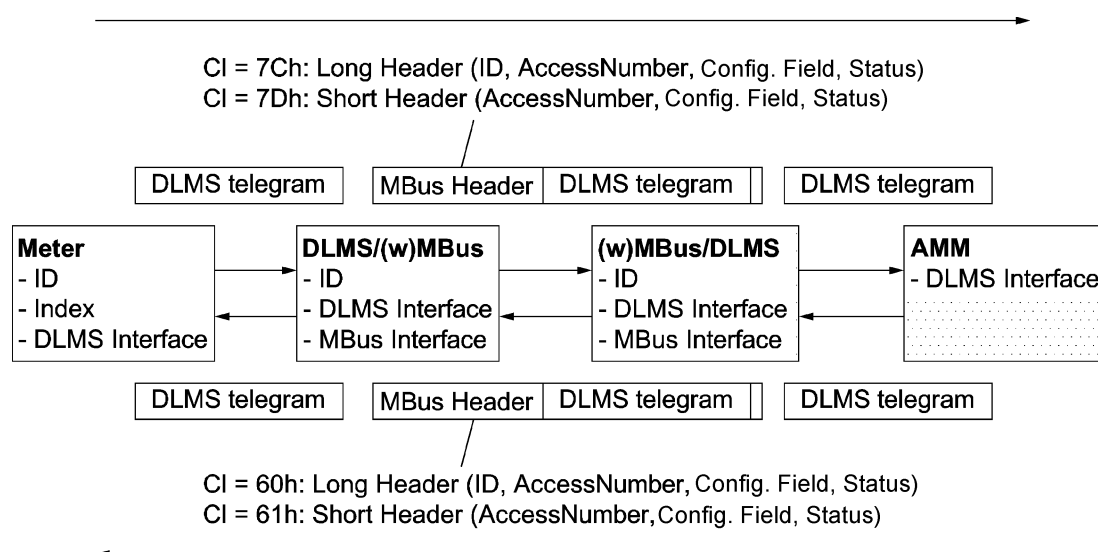 CI = 7Ch: Long Header (ID, AccessNumber, Config. Field, Status)
CI = 7Dh: Short Header (AccessNumber, Config. Field, Status)
DLMS telegram
MBus Header
DLMS telegram
DLMS telegram
Meter
- ID
- Index
- DLMS Interface
DLMS/(w)MBus
- ID
- DLMS Interface
- MBus Interface
(w)MBus/DLMS
- ID
- DLMS Interface
- MBus Interface
AMM
- DLMS Interface
DLMS telegram
MBus Header
DLMS telegram
DLMS telegram
CI = 60h: Long Header (ID, AccessNumber, Config. Field, Status)
CI = 61h: Short Header (AccessNumber, Config. Field, Status)